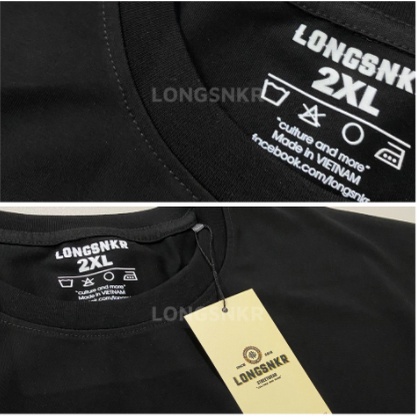 LONGSNKR
2XL
LONGSNKR
"culture and more"
Made in VIETNAM
facebook.com/longsnkr
LONGSNKR
2XL
"culture and more"
Made in VIETNAM
LONGSNKR
LONGSNKR
STREETWEAR